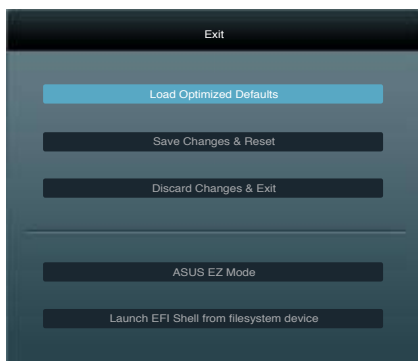 Exit
Load Optimized Defaults
Save Changes & Reset
Discard Changes & Exit
ASUS EZ Mode
Launch EFI Shell from filesystem device